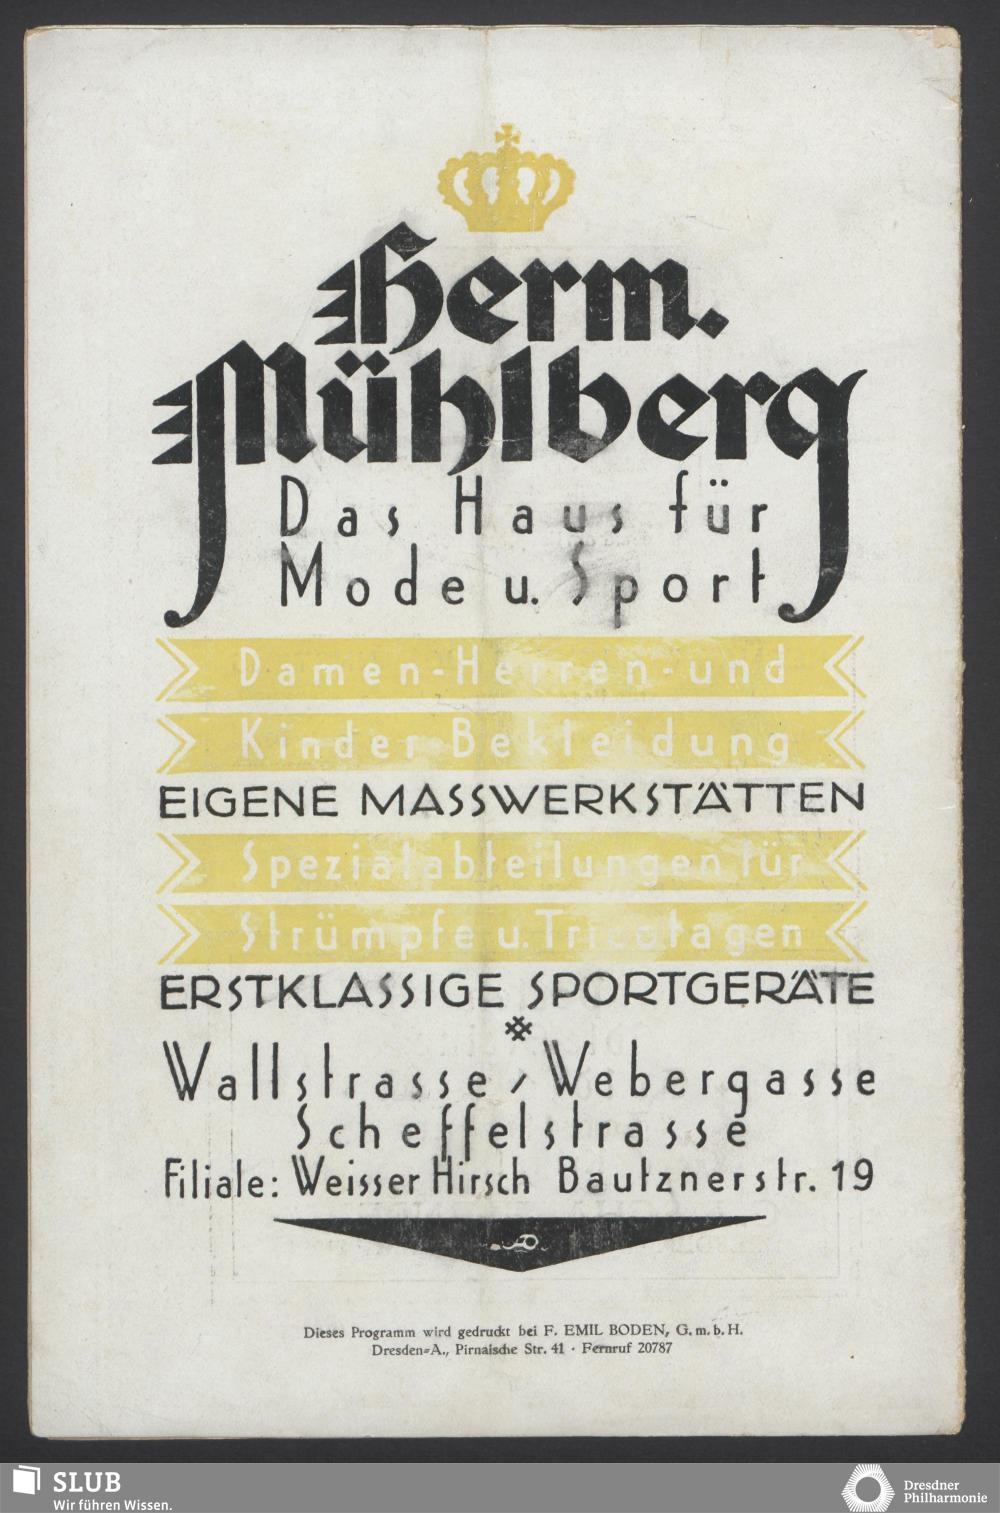 Herm.
Mühlberg
Das Haus für
Mode u. Sport
Damen-Herren-und
Kinder-Bekleidung
EIGENE MASSWERKSTÄTTEN
Spezialabteilungen für
Strümpfe u. Tricotagen
ERSTKLASSIGE SPORTGERÄTE
Wallstrasse / Webergasse
Scheffelstrasse
Filiale: Weisser Hirsch Bautznerstr. 19
Dieses Programm wird gedruckt bei F. EMIL BODEN, G. m. b. H.
Dresden-A., Pirnaische Str. 41 · Fernruf 20787
SLUB
Wir führen Wissen.
Dresdner
Philharmonie